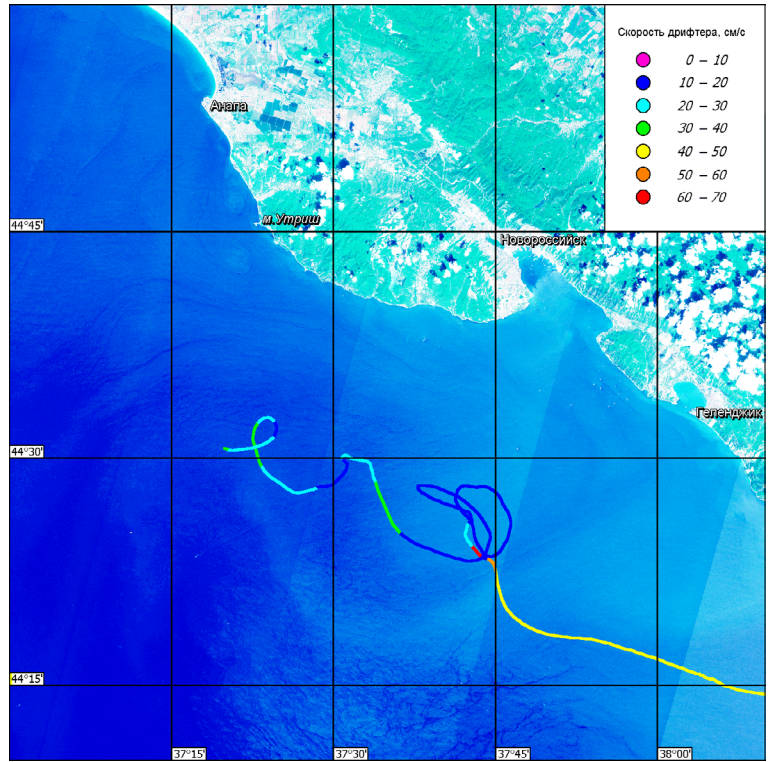 Скорость дрифтера, см/с
0 – 10
10 – 20
20 – 30
30 – 40
40 – 50
50 – 60
60 – 70
Анапа
м.Утриш
44°45'
Новороссийск
Геленджик
44°30'
44°15'
37°15'
37°30'
37°45'
38°00'